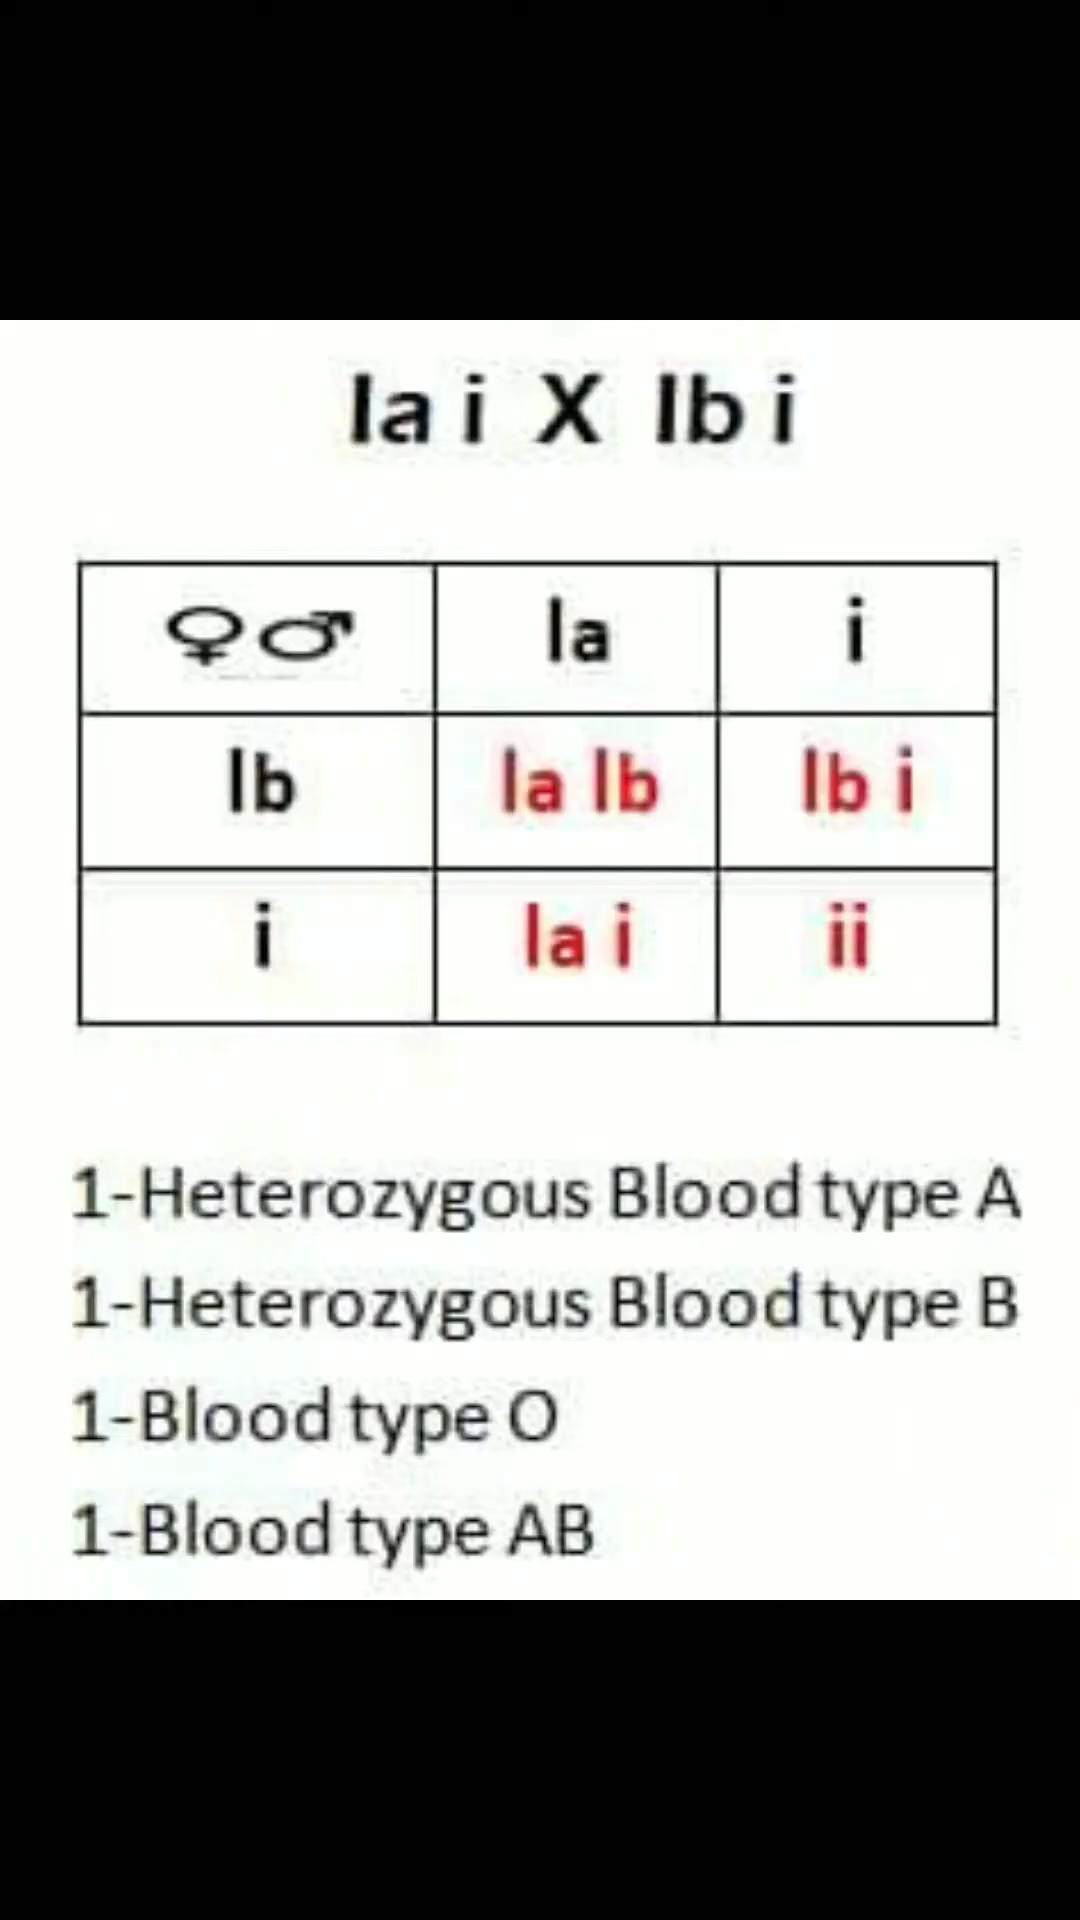 Ia i X Ib i
♀♂ Ia i
Ib Ia Ib Ib i
i Ia i ii
1-Heterozygous Blood type A
1-Heterozygous Blood type B
1-Blood type O
1-Blood type AB